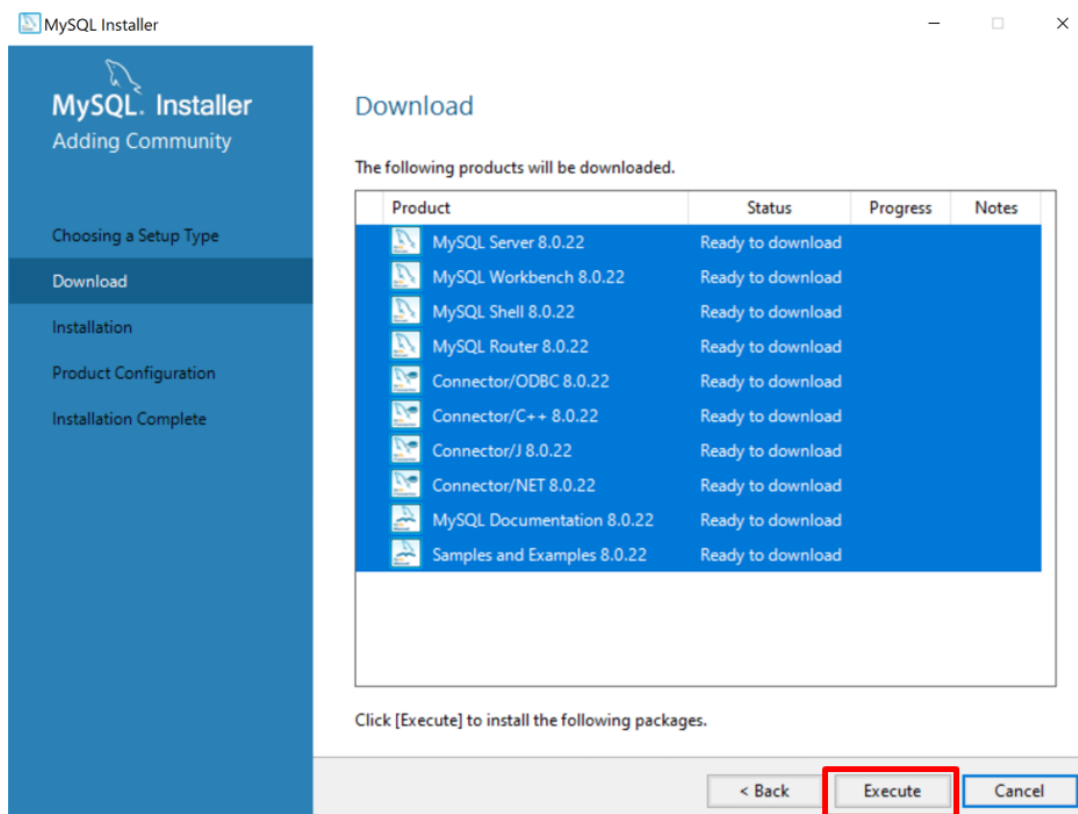 MySQL Installer
MySQL. Installer
Adding Community
Choosing a Setup Type
Download
Installation
Product Configuration
Installation Complete
Download
The following products will be downloaded.
Product Status Progress Notes
MySQL Server 8.0.22 Ready to download
MySQL Workbench 8.0.22 Ready to download
MySQL Shell 8.0.22 Ready to download
MySQL Router 8.0.22 Ready to download
Connector/ODBC 8.0.22 Ready to download
Connector/C++ 8.0.22 Ready to download
Connector/J 8.0.22 Ready to download
Connector/NET 8.0.22 Ready to download
MySQL Documentation 8.0.22 Ready to download
Samples and Examples 8.0.22 Ready to download
Click [Execute] to install the following packages.
< Back Execute Cancel